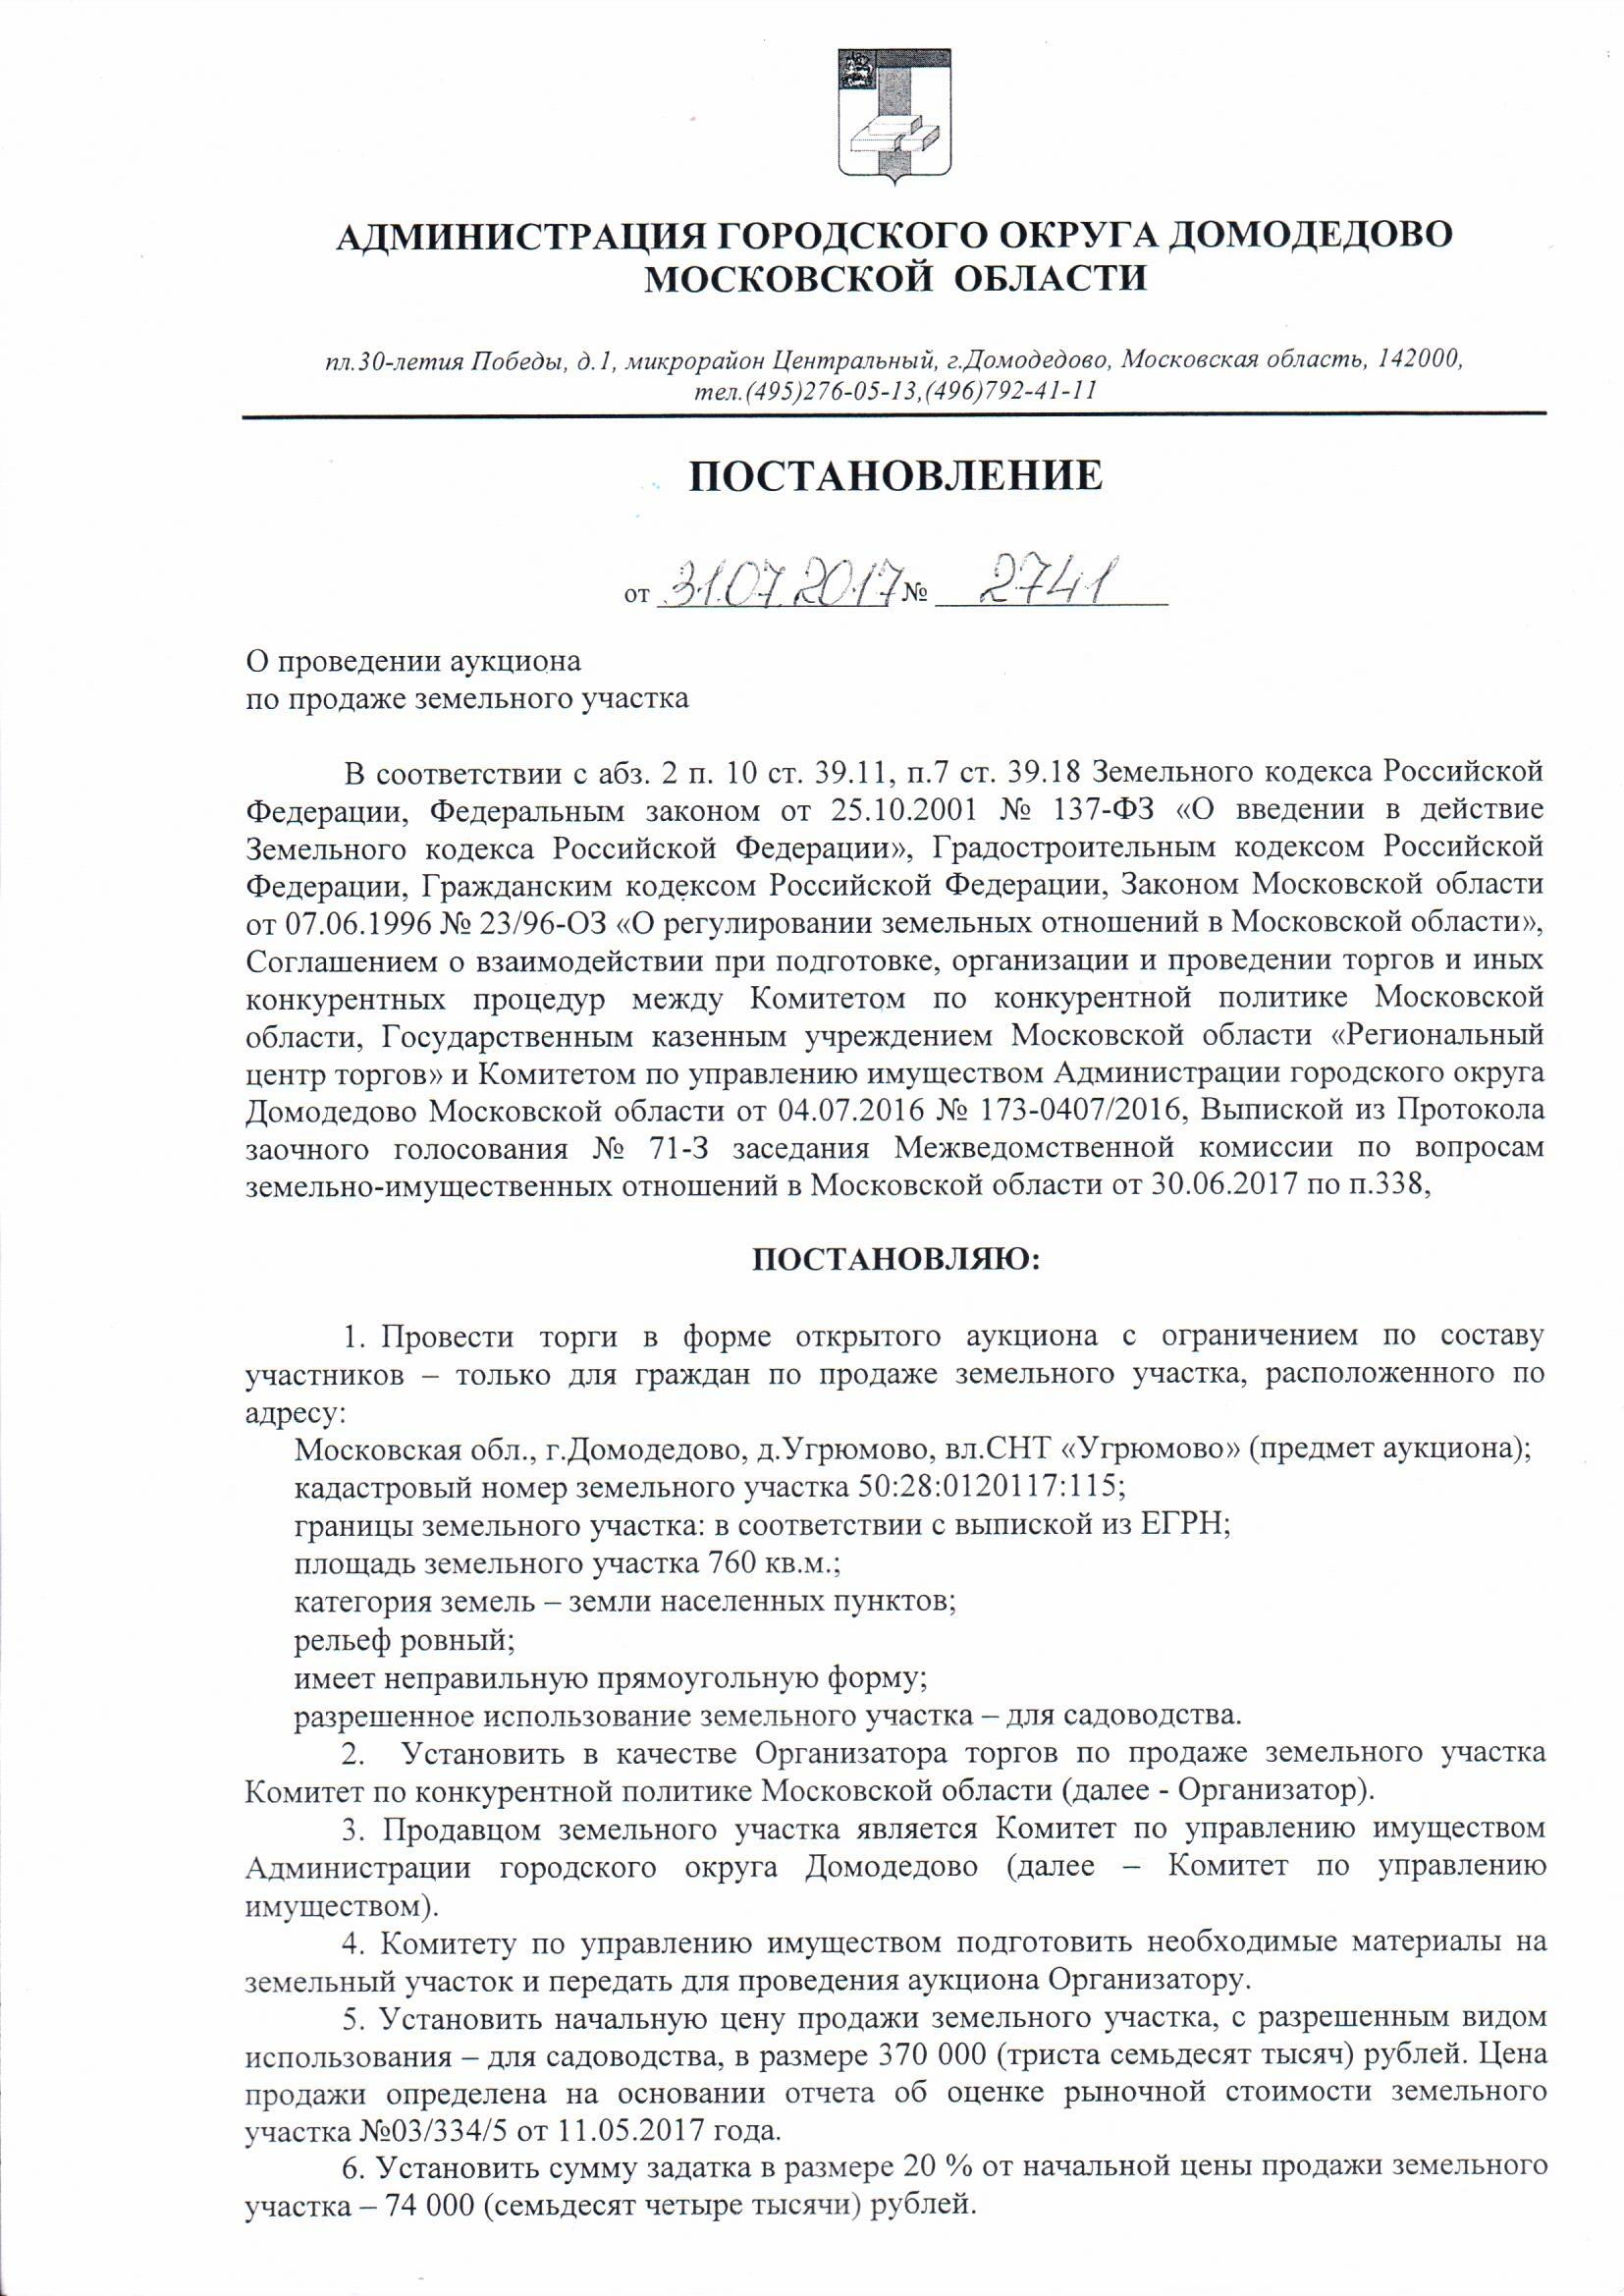 АДМИНИСТРАЦИЯ ГОРОДСКОГО ОКРУГА ДОМОДЕДОВО
МОСКОВСКОЙ ОБЛАСТИ
пл.30-летия Победы, д.1, микрорайон Центральный, г.Домодедово, Московская область, 142000,
тел.(495)276-05-13,(496)792-41-11
ПОСТАНОВЛЕНИЕ
от 31.07.2017 № 2741
О проведении аукциона
по продаже земельного участка
В соответствии с абз. 2 п. 10 ст. 39.11, п.7 ст. 39.18 Земельного кодекса Российской
Федерации, Федеральным законом от 25.10.2001 № 137-ФЗ «О введении в действие
Земельного кодекса Российской Федерации», Градостроительным кодексом Российской
Федерации, Гражданским кодексом Российской Федерации, Законом Московской области
от 07.06.1996 № 23/96-ОЗ «О регулировании земельных отношений в Московской области»,
Соглашением о взаимодействии при подготовке, организации и проведении торгов и иных
конкурентных процедур между Комитетом по конкурентной политике Московской
области, Государственным казенным учреждением Московской области «Региональный
центр торгов» и Комитетом по управлению имуществом Администрации городского округа
Домодедово Московской области от 04.07.2016 № 173-0407/2016, Выпиской из Протокола
заочного голосования № 71-З заседания Межведомственной комиссии по вопросам
земельно-имущественных отношений в Московской области от 30.06.2017 по п.338,
ПОСТАНОВЛЯЮ:
1. Провести торги в форме открытого аукциона с ограничением по составу
участников – только для граждан по продаже земельного участка, расположенного по
адресу:
Московская обл., г.Домодедово, д.Угрюмово, вл.СНТ «Угрюмово» (предмет аукциона);
кадастровый номер земельного участка 50:28:0120117:115;
границы земельного участка: в соответствии с выпиской из ЕГРН;
площадь земельного участка 760 кв.м.;
категория земель – земли населенных пунктов;
рельеф ровный;
имеет неправильную прямоугольную форму;
разрешенное использование земельного участка – для садоводства.
2. Установить в качестве Организатора торгов по продаже земельного участка
Комитет по конкурентной политике Московской области (далее - Организатор).
3. Продавцом земельного участка является Комитет по управлению имуществом
Администрации городского округа Домодедово (далее – Комитет по управлению
имуществом).
4. Комитету по управлению имуществом подготовить необходимые материалы на
земельный участок и передать для проведения аукциона Организатору.
5. Установить начальную цену продажи земельного участка, с разрешенным видом
использования – для садоводства, в размере 370 000 (триста семьдесят тысяч) рублей. Цена
продажи определена на основании отчета об оценке рыночной стоимости земельного
участка №03/334/5 от 11.05.2017 года.
6. Установить сумму задатка в размере 20 % от начальной цены продажи земельного
участка – 74 000 (семьдесят четыре тысячи) рублей.